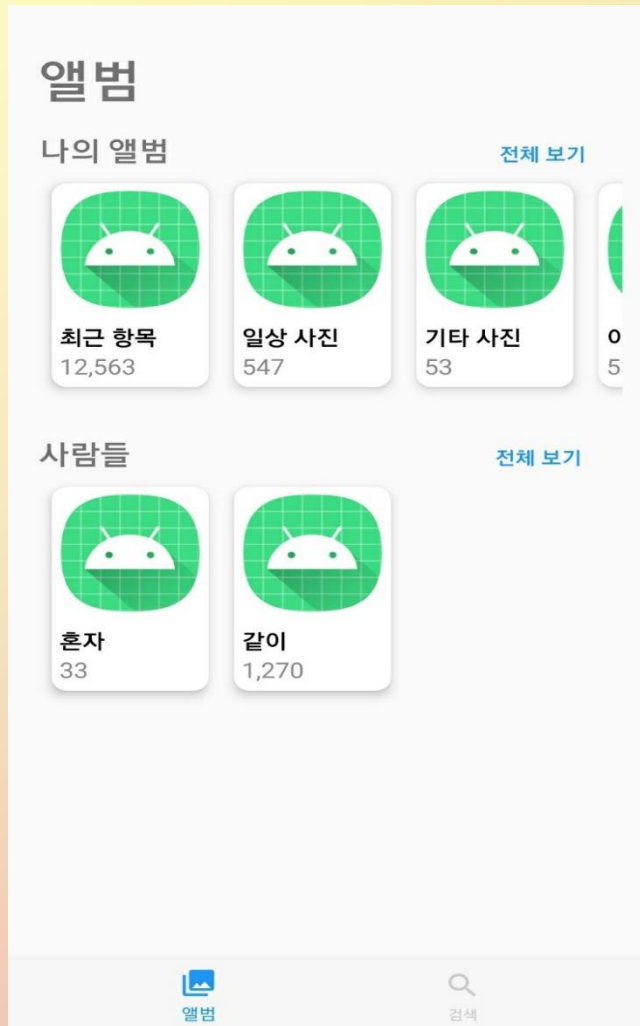 앨범
나의 앨범
전체 보기
최근 항목
12,563
일상 사진
547
기타 사진
53
사람들
전체 보기
혼자
33
같이
1,270
앨범
검색